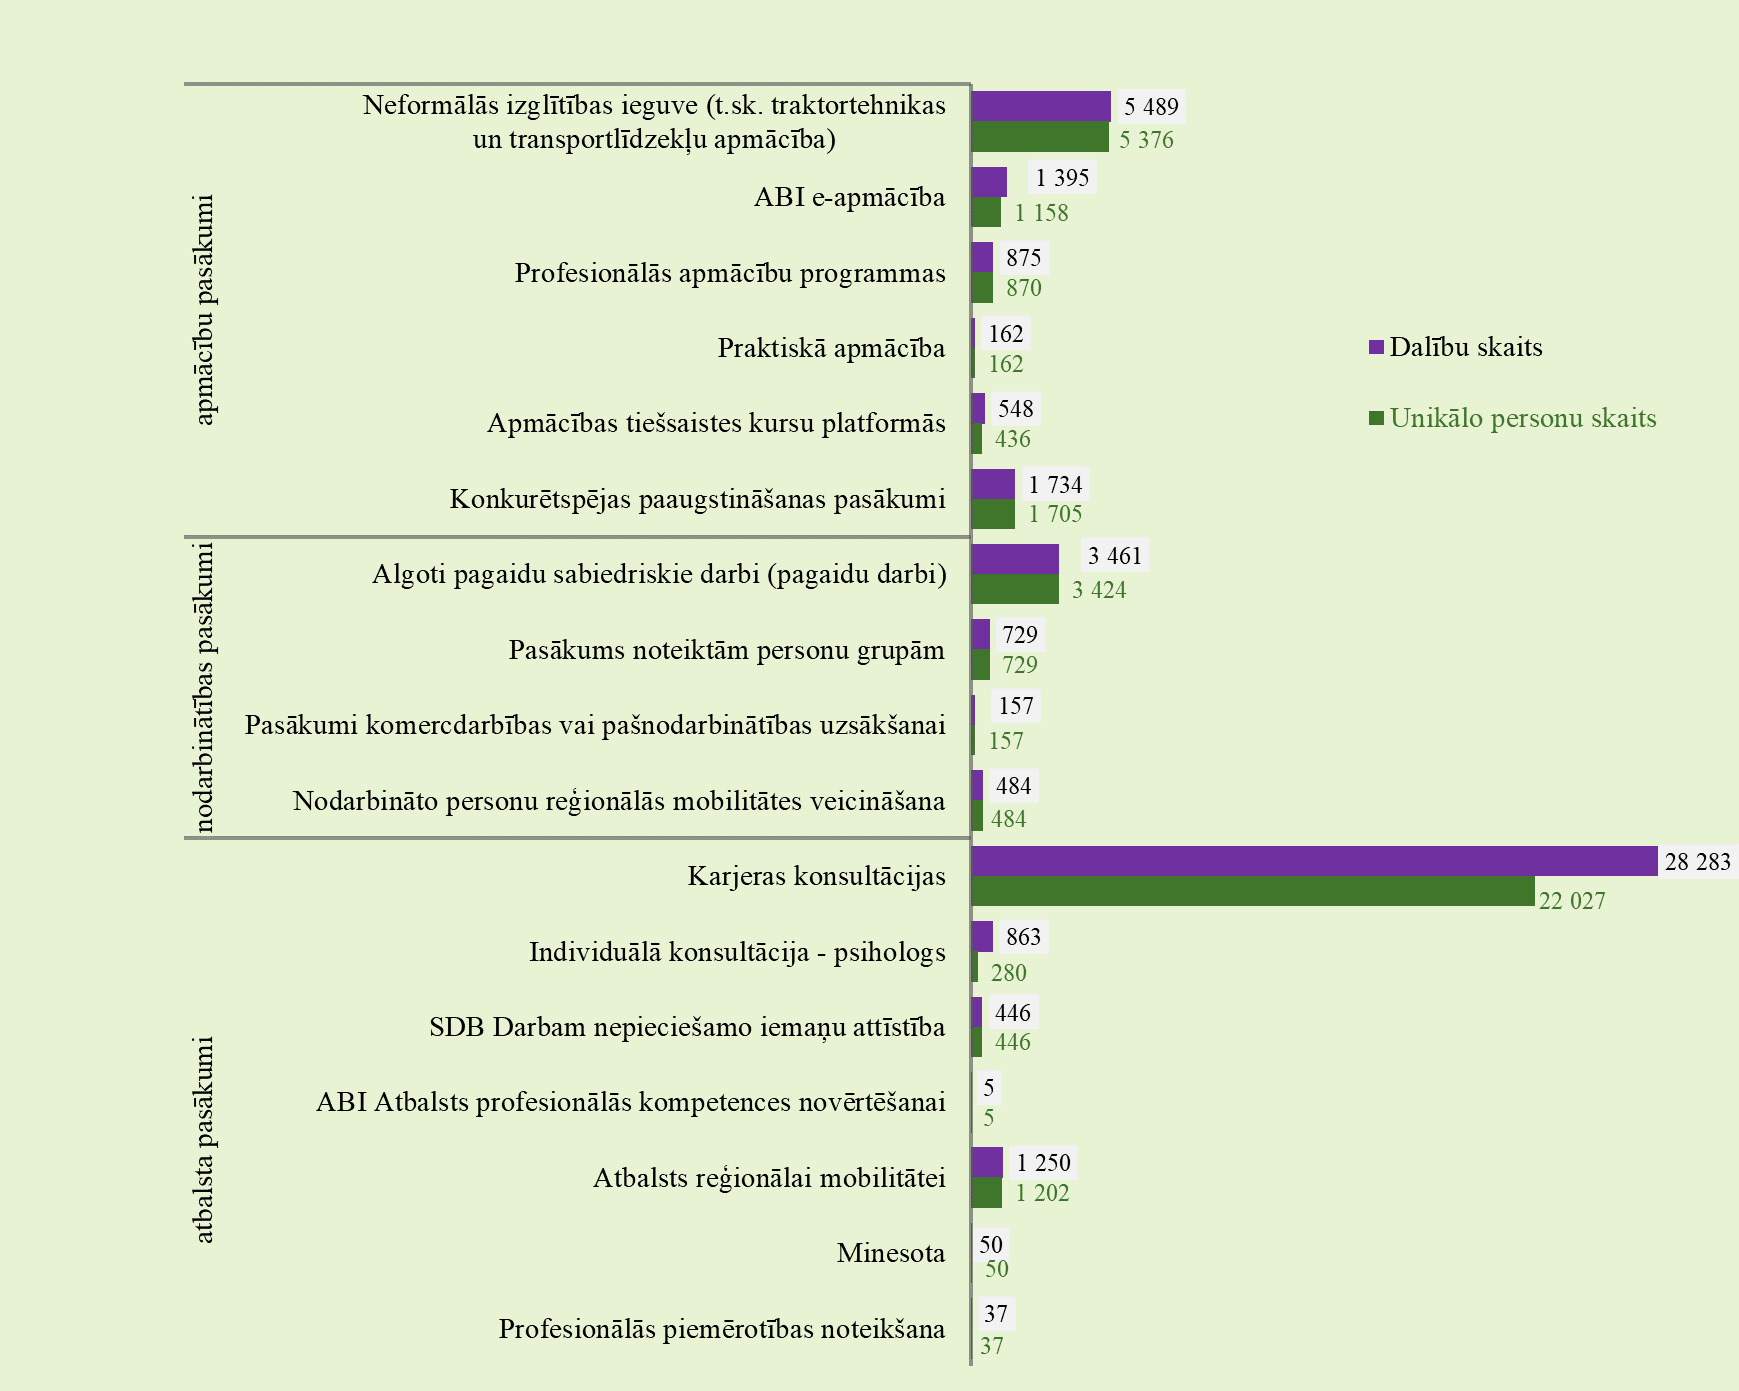 apmācību pasākumi
Neformālās izglītības ieguve (t.sk. traktortehnikas
un transportlīdzekļu apmācība)
5 489
5 376
ABI e-apmācība
1 395
1 158
Profesionālās apmācību programmas
875
870
Praktiskā apmācība
162
162
Apmācības tiešsaistes kursu platformās
548
436
Konkurētspējas paaugstināšanas pasākumi
1 734
1 705
nodarbinātības pasākumi
Algoti pagaidu sabiedriskie darbi (pagaidu darbi)
3 461
3 424
Pasākums noteiktām personu grupām
729
729
Pasākumi komercdarbības vai pašnodarbinātības uzsākšanai
157
157
Nodarbināto personu reģionālās mobilitātes veicināšana
484
484
atbalsta pasākumi
Karjeras konsultācijas
28 283
22 027
Individuālā konsultācija - psihologs
863
280
SDB Darbam nepieciešamo iemaņu attīstība
446
446
ABI Atbalsts profesionālās kompetences novērtēšanai
5
5
Atbalsts reģionālai mobilitātei
1 250
1 202
Minesota
50
50
Profesionālās piemērotības noteikšana
37
37
Dalību skaits
Unikālo personu skaits